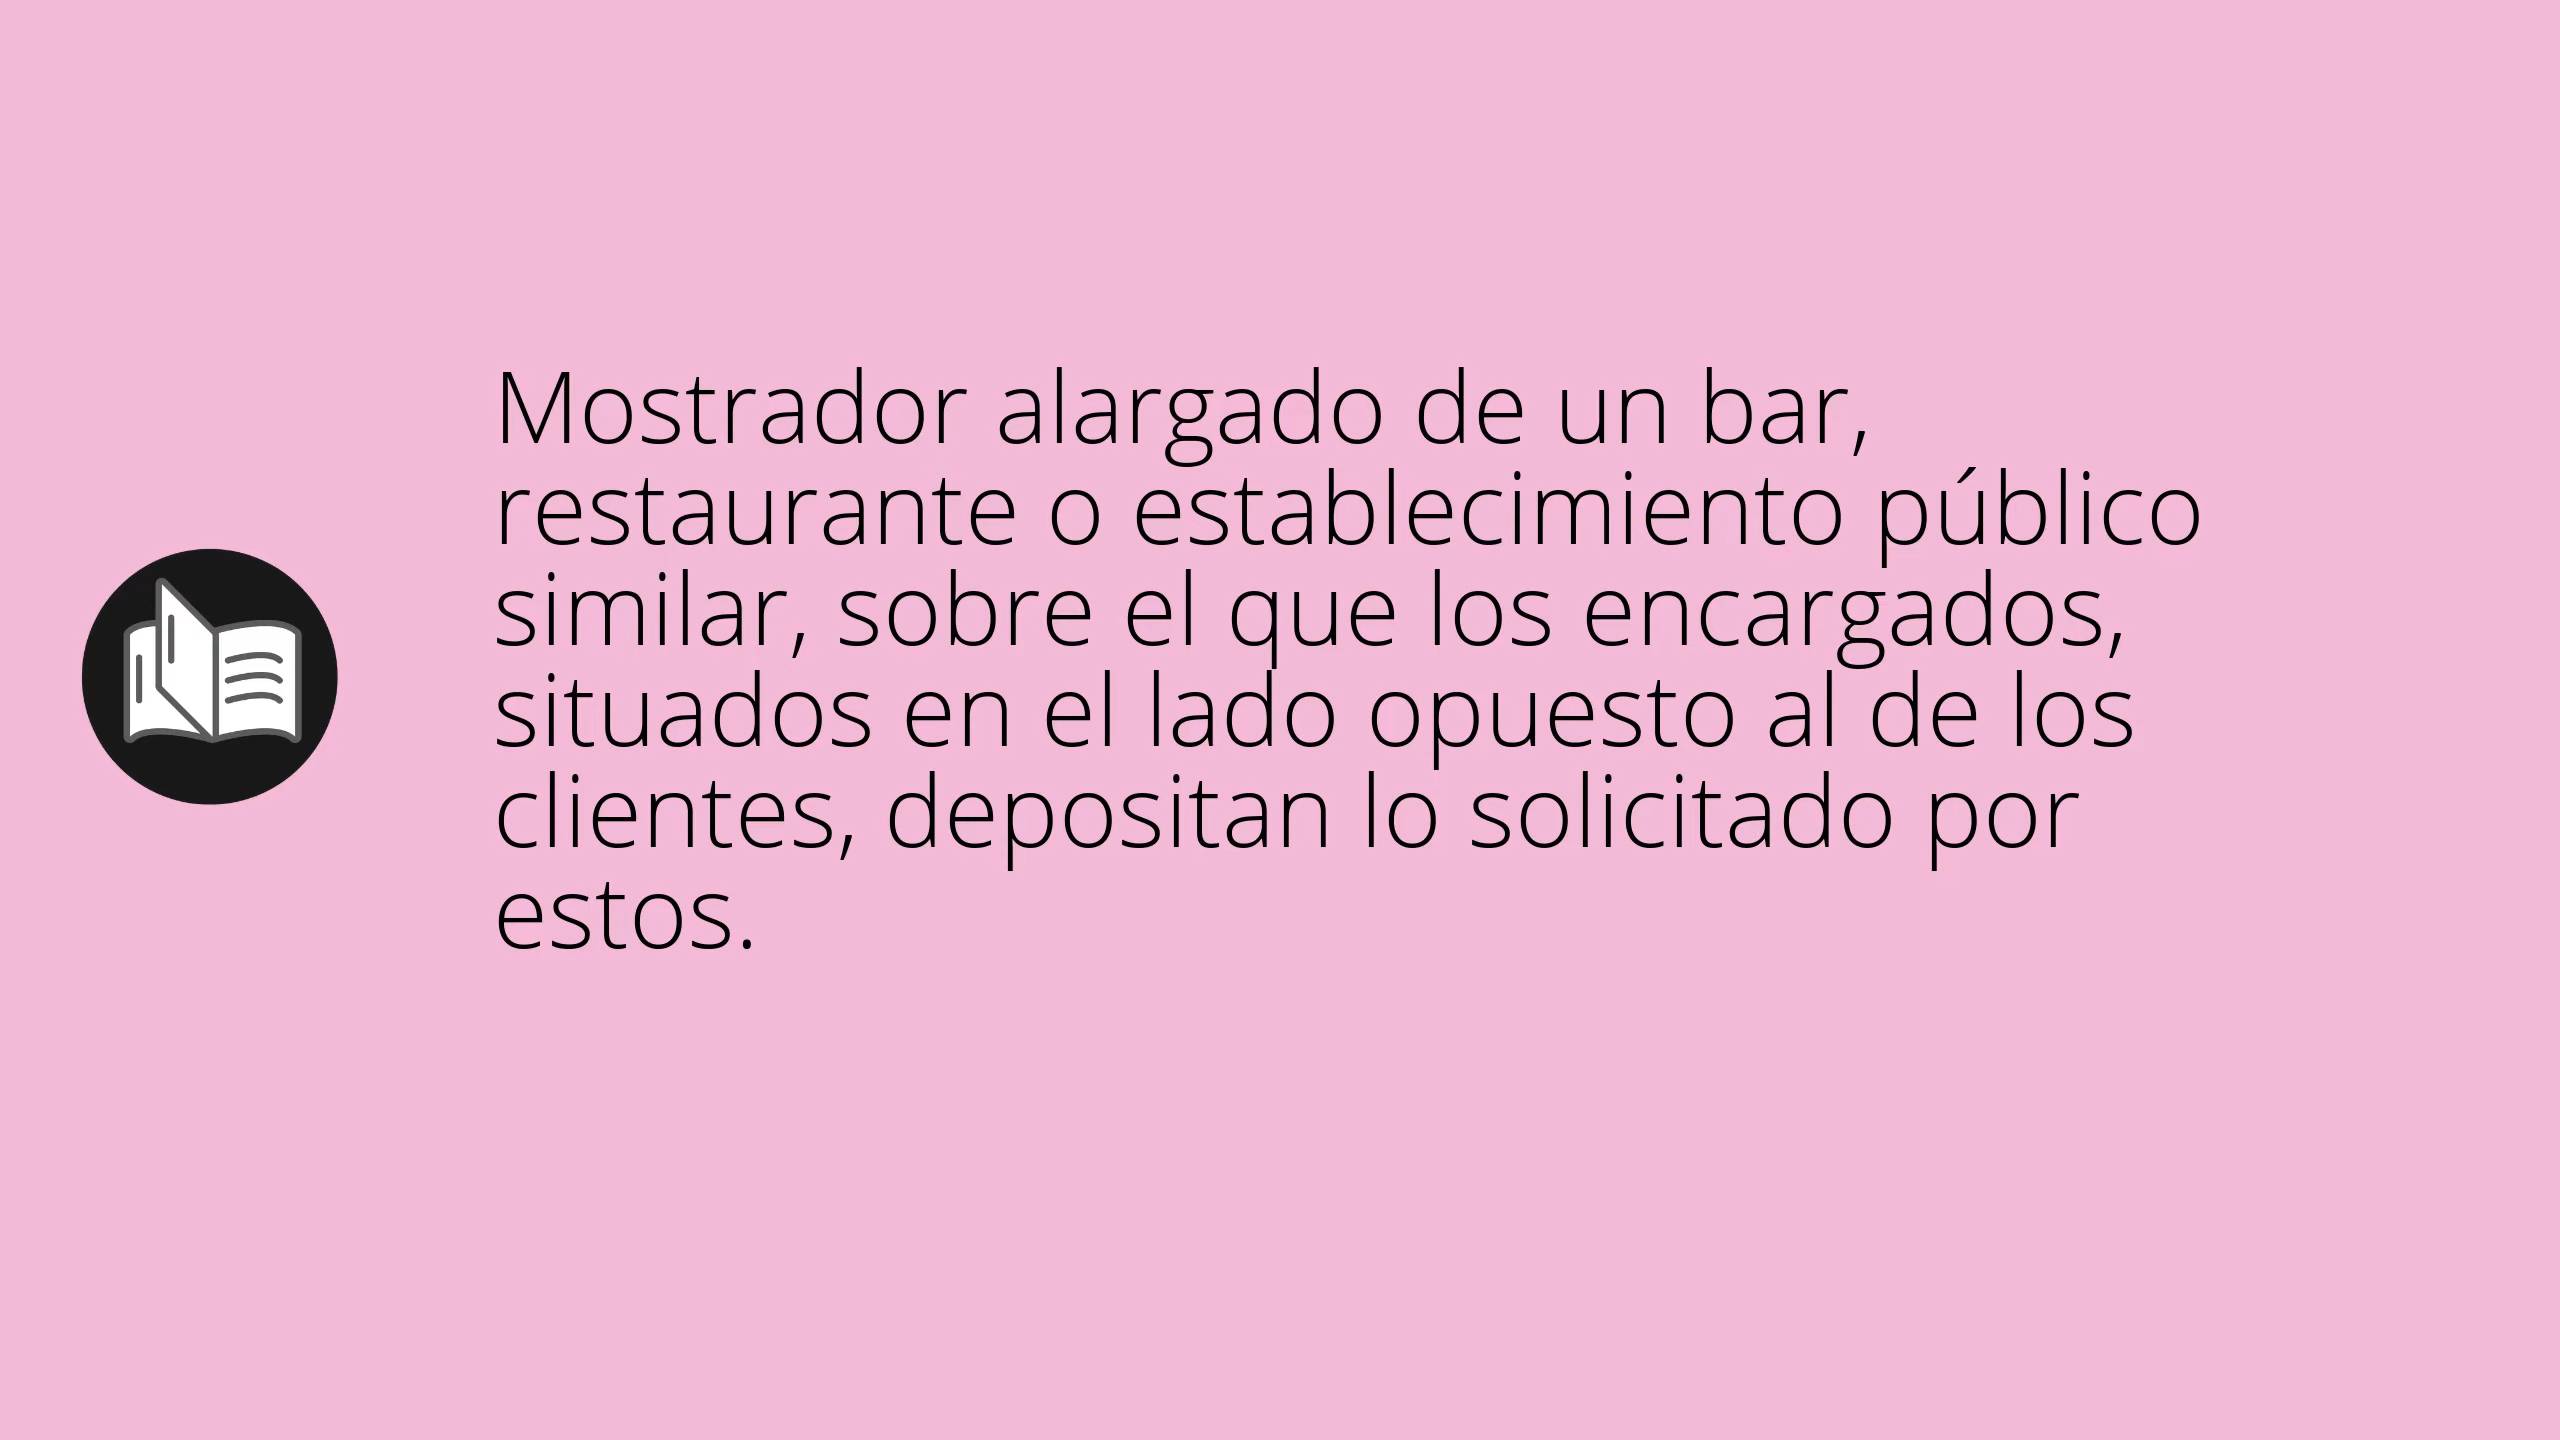 Mostrador alargado de un bar,
restaurante o establecimiento público
similar, sobre el que los encargados,
situados en el lado opuesto al de los
clientes, depositan lo solicitado por
estos.